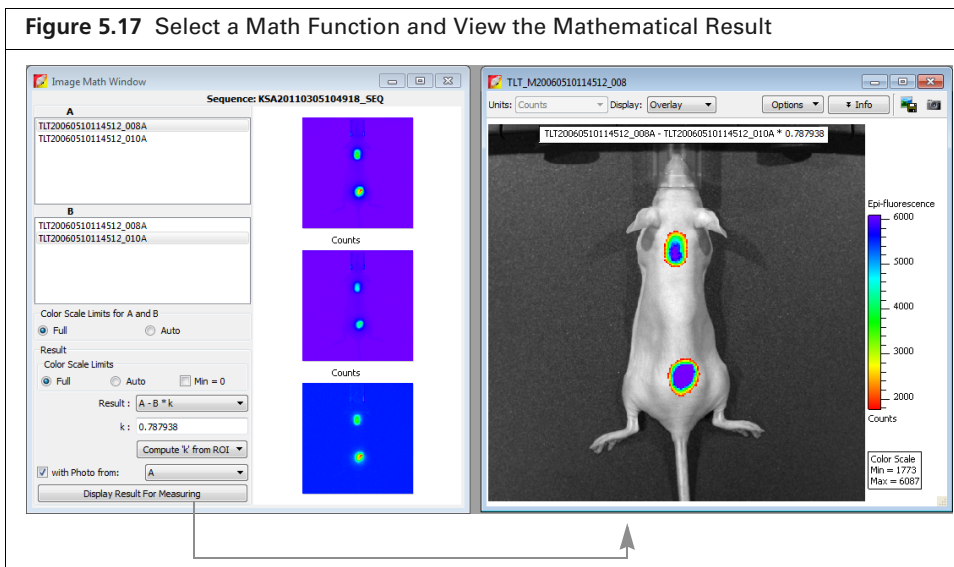 Figure 5.17 Select a Math Function and View the Mathematical Result
Image Math Window
Sequence: KSA20110305104918_SEQ
A
TLT20060510114512_008A
TLT20060510114512_010A
B
TLT20060510114512_008A
TLT20060510114512_010A
Color Scale Limits for A and B
Full Auto
Result
Color Scale Limits
Full Auto Min = 0
Result : A - B * k
k : 0.787938
Compute 'k' from ROI
with Photo from: A
Display Result For Measuring
Counts
Counts
TLT_M20060510114512_008
Units: Counts Display: Overlay Options Info
TLT20060510114512_008A - TLT20060510114512_010A * 0.787938
Epi-fluorescence
6000
5000
4000
3000
2000
Counts
Color Scale
Min = 1773
Max = 6087